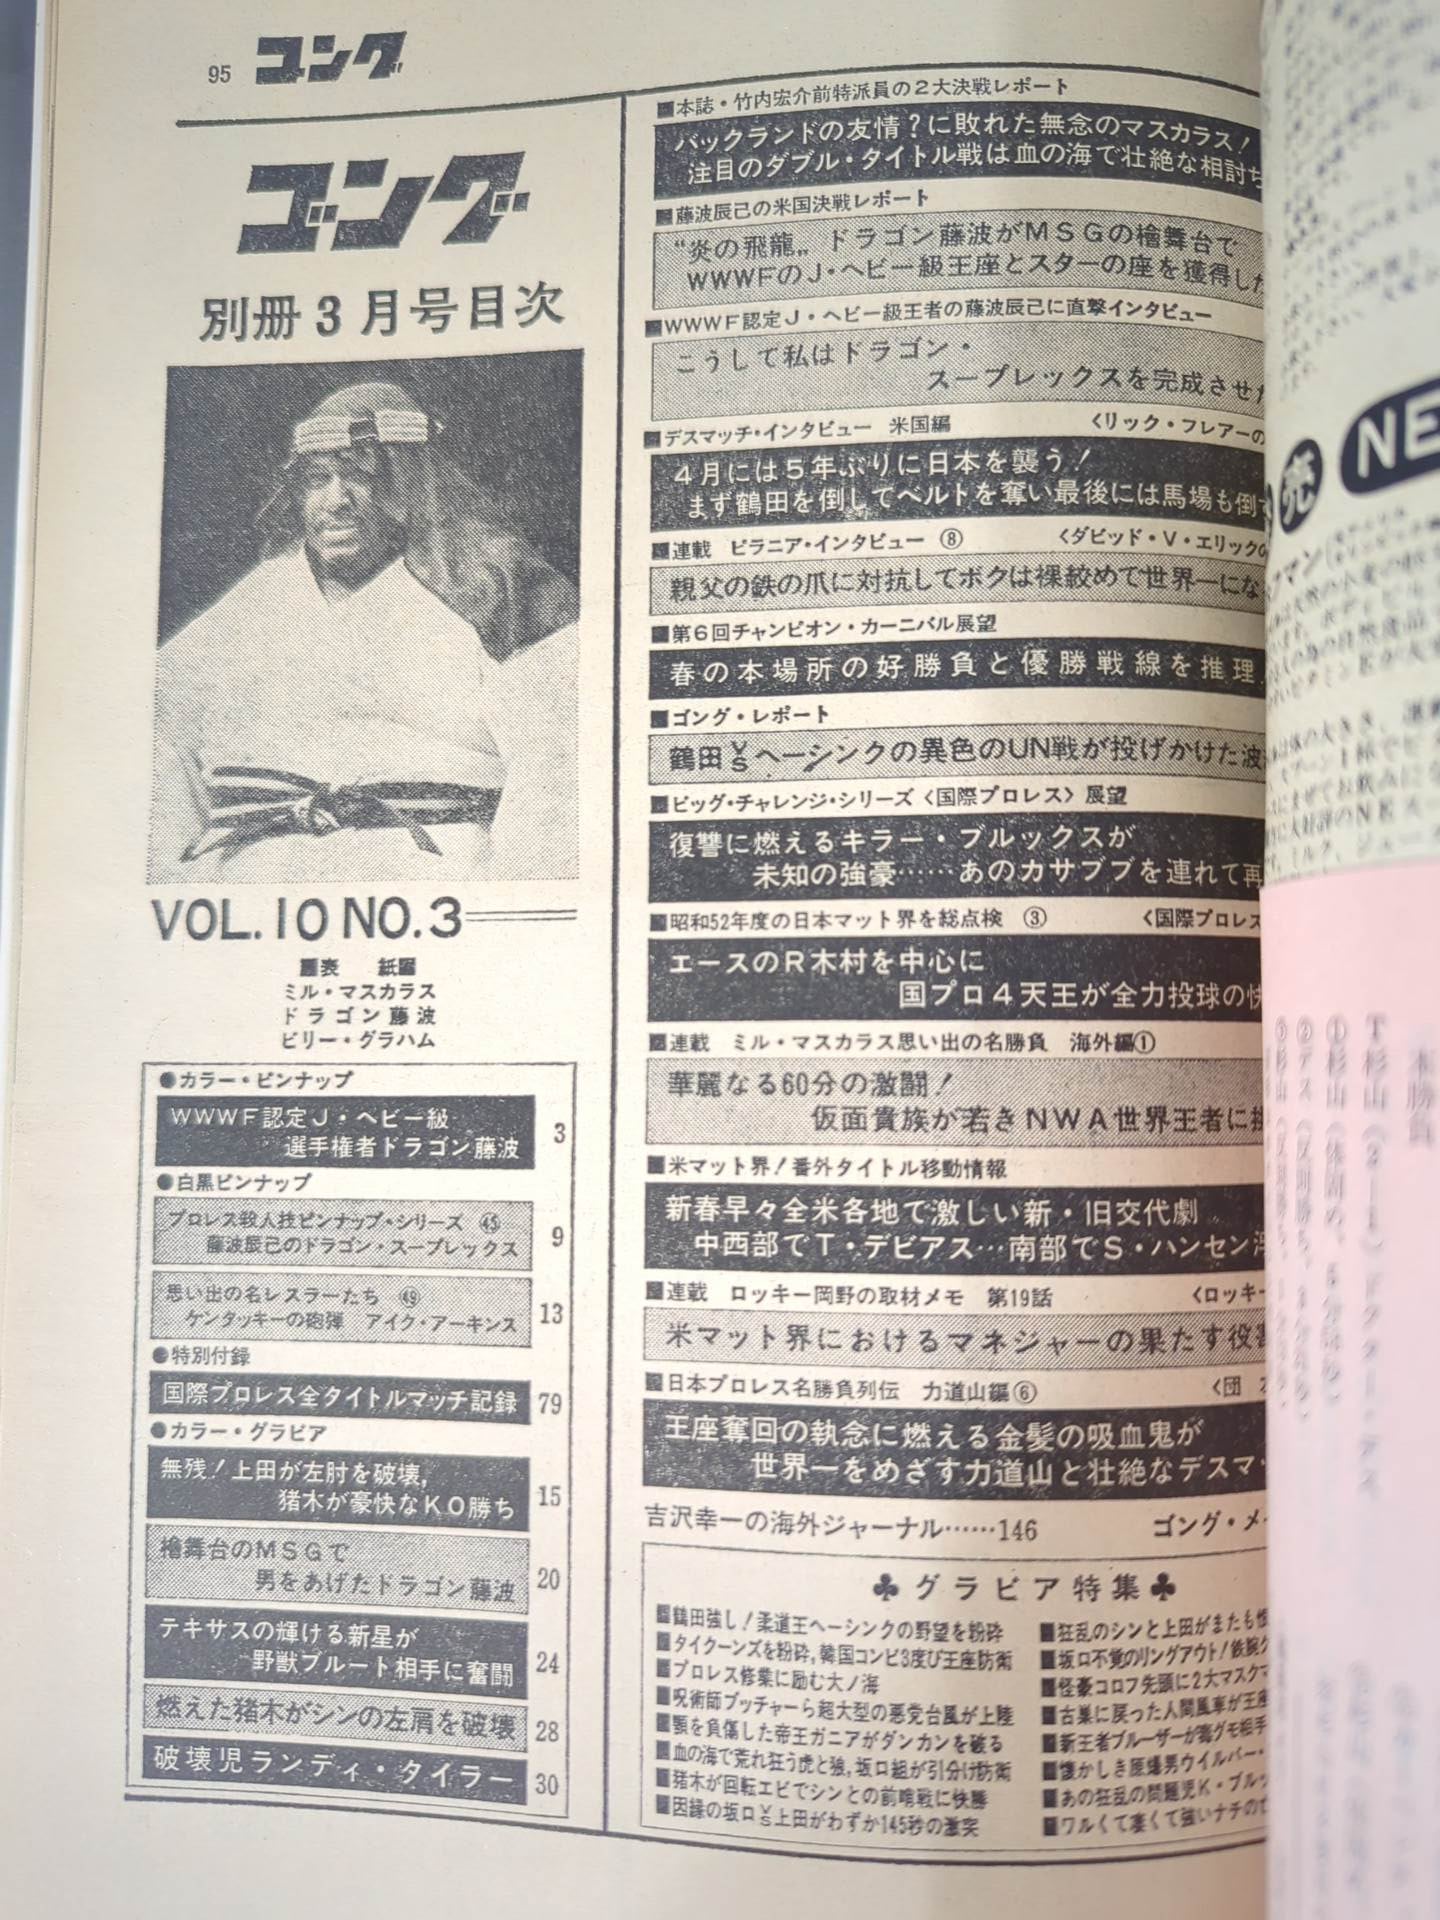 95 ゴング
ゴング
別冊3月号目次
VOL.10 NO.3
■表 紙■
ミル・マスカラス
ドラゴン藤波
ビリー・グラハム
●カラー・ピンナップ
WWWF認定J・ヘビー級
選手権者ドラゴン藤波 3
●白黒ピンナップ
プロレス殺人技ピンナップ・シリーズ ㊺
藤波辰己のドラゴン・スープレックス 9
思い出の名レスラーたち ㊾
ケンタッキーの砲弾 アイク・アーキンス 13
●特別付録
国際プロレス全タイトルマッチ記録 79
●カラー・グラビア
無残!上田が左肘を破壊,
猪木が豪快なKO勝ち 15
檜舞台のMSGで
男をあげたドラゴン藤波 20
テキサスの輝ける新星が
野獣ブルート相手に奮闘 24
燃えた猪木がシンの左肩を破壊 28
破壊児ランディ・タイラー 30
■本誌・竹内宏介前特派員の2大決戦レポート
バックランドの友情?に敗れた無念のマスカラス!
注目のダブル・タイトル戦は血の海で壮絶な相討ち
■藤波辰己の米国決戦レポート
“炎の飛龍„ ドラゴン藤波がMSGの檜舞台で
WWWFのJ・ヘビー級王座とスターの座を獲得した
■WWWF認定J・ヘビー級王者の藤波辰己に直撃インタビュー
こうして私はドラゴン・
スープレックスを完成させた
■デスマッチ・インタビュー 米国編 〈リック・フレアーの
4月には5年ぶりに日本を襲う!
まず鶴田を倒してベルトを奪い最後には馬場も倒す
■連載 ピラニア・インタビュー ⑧ 〈ダビッド・V・エリックの
親父の鉄の爪に対抗してボクは裸絞めで世界一にな
■第6回チャンピオン・カーニバル展望
春の本場所の好勝負と優勝戦線を推理
■ゴング・レポート
鶴田VSヘーシンクの異色のUN戦が投げかけた波
■ビッグ・チャレンジ・シリーズ〈国際プロレス〉展望
復讐に燃えるキラー・ブルックスが
未知の強豪……あのカサブブを連れて再
■昭和52年度の日本マット界を総点検 ③ 〈国際プロレス
エースのR木村を中心に
国プロ4天王が全力投球の快
■連載 ミル・マスカラス思い出の名勝負 海外編①
華麗なる60分の激闘!
仮面貴族が若きNWA世界王者に挑
■米マット界!番外タイトル移動情報
新春早々全米各地で激しい新・旧交代劇
中西部でT・デビアス…南部でS・ハンセン
■連載 ロッキー岡野の取材メモ 第19話 〈ロッキー
米マット界におけるマネジャーの果たす役割
■日本プロレス名勝負列伝 力道山編⑥ 〈団
王座奪回の執念に燃える金髪の吸血鬼が
世界一をめざす力道山と壮絶なデスマッ
吉沢幸一の海外ジャーナル……146 ゴング・メ
♣グラビア特集♣
■鶴田強し!柔道王ヘーシンクの野望を粉砕
■タイクーンズを粉砕,韓国コンビ3度び王座防衛
■プロレス修業に励む大ノ海
■呪術師ブッチャーら超大型の悪党台風が上陸
■顎を負傷した帝王ガニアがダンカンを破る
■血の海で荒れ狂う虎と狼,坂口組が引分け防衛
■猪木が回転エビでシンとの前哨戦に快勝
■因縁の坂口VS上田がわずか145秒の激突
■狂乱のシンと上田がまたも
■坂口不覚のリングアウト!鉄腕
■怪豪コロフ先頭に2大マスクマ
■古巣に戻った人間風車が王座
■新王者ブルーザーが毒グモ相手
■懐かしき原爆男ウイルバー・
■あの狂乱の問題児K・ブルッ
■ワルくて凄くて強いナチの
売 NE